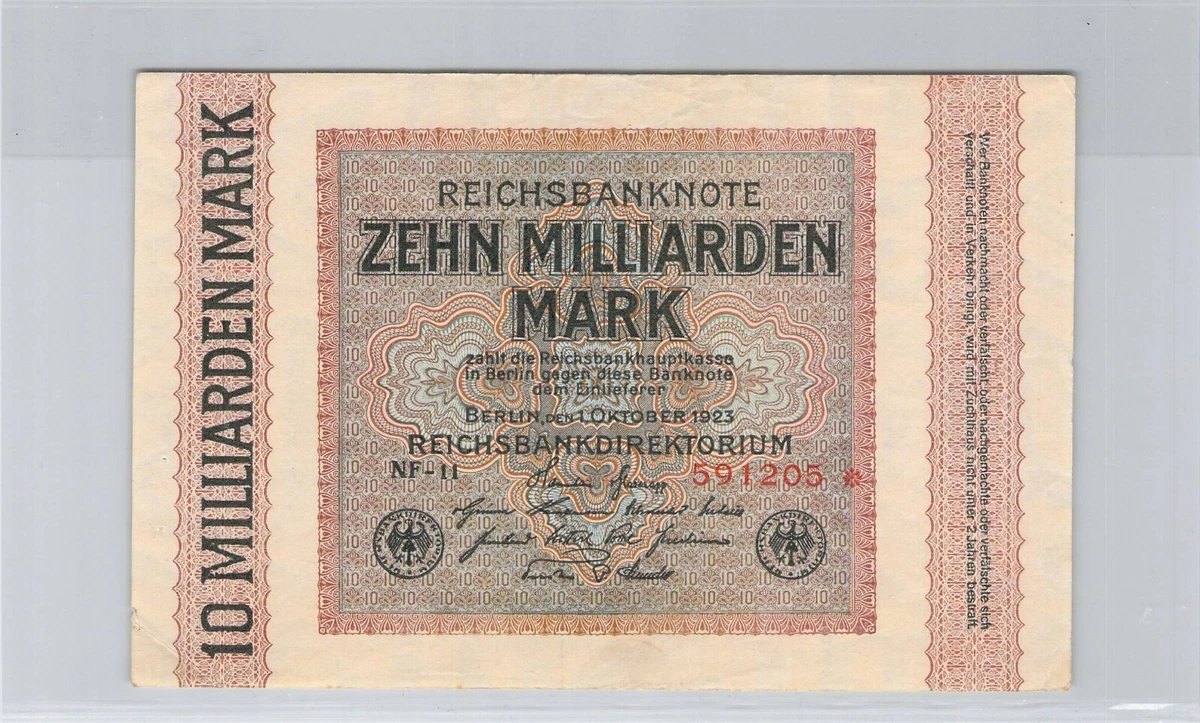 10 MILLIARDEN MARK
REICHSBANKNOTE
ZEHN MILLIARDEN
MARK
zahlt die Reichsbankhauptkasse
in Berlin gegen diese Banknote
dem Einlieferer
BERLIN, DEN 1. OKTOBER 1923
REICHSBANKDIREKTORIUM
NF-11
591205 *
Wer Banknoten nachmacht oder verfälscht, oder nachgemachte oder verfälschte sich
verschafft und in Verkehr bringt, wird mit Zuchthaus nicht unter 2 Jahren bestraft.